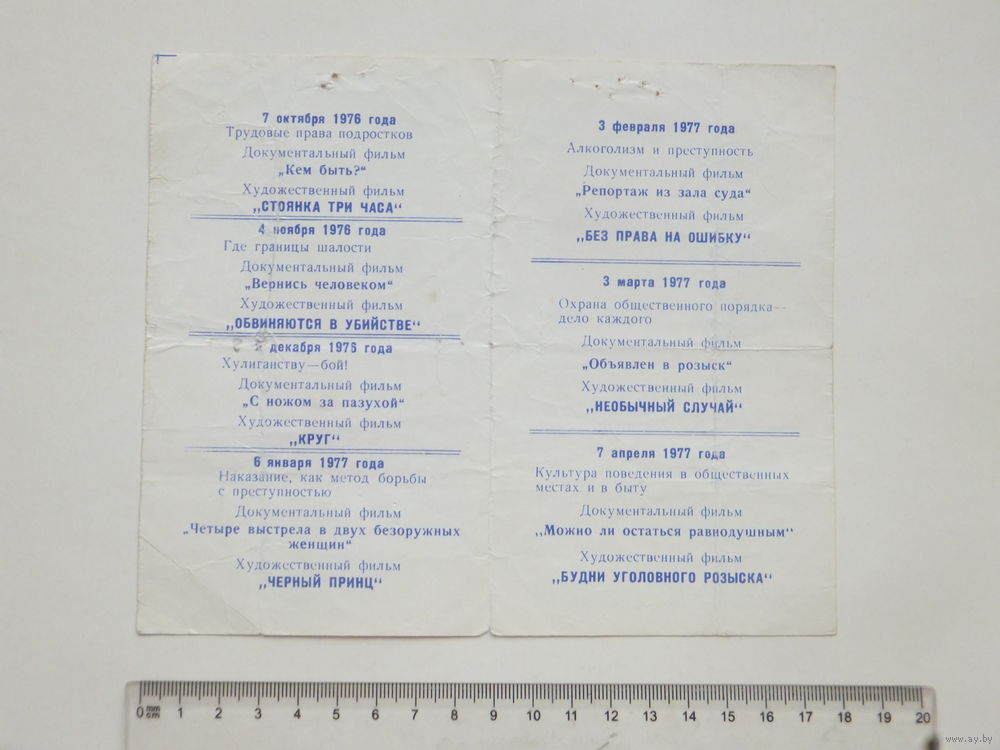 7 октября 1976 года
Трудовые права подростков
Документальный фильм
„Кем быть?“
Художественный фильм
„СТОЯНКА ТРИ ЧАСА“
4 ноября 1976 года
Где границы шалости
Документальный фильм
„Вернись человеком“
Художественный фильм
„ОБВИНЯЮТСЯ В УБИЙСТВЕ“
декабря 1976 года
Хулиганству—бой!
Документальный фильм
„С ножом за пазухой“
Художественный фильм
„КРУГ“
6 января 1977 года
Наказание, как метод борьбы
с преступностью
Документальный фильм
„Четыре выстрела в двух безоружных
женщин“
Художественный фильм
„ЧЕРНЫЙ ПРИНЦ“
3 февраля 1977 года
Алкоголизм и преступность
Документальный фильм
„Репортаж из зала суда“
Художественный фильм
„БЕЗ ПРАВА НА ОШИБКУ“
3 марта 1977 года
Охрана общественного порядка—
дело каждого
Документальный фильм
„Объявлен в розыск“
Художественный фильм
„НЕОБЫЧНЫЙ СЛУЧАЙ“
7 апреля 1977 года
Культура поведения в общественных
местах и в быту
Документальный фильм
„Можно ли остаться равнодушным“
Художественный фильм
„БУДНИ УГОЛОВНОГО РОЗЫСКА“
0 mm cm 1 2 3 4 5 6 7 8 9 10 11 12 13 14 15 16 17 18 19 20
www.ay.by